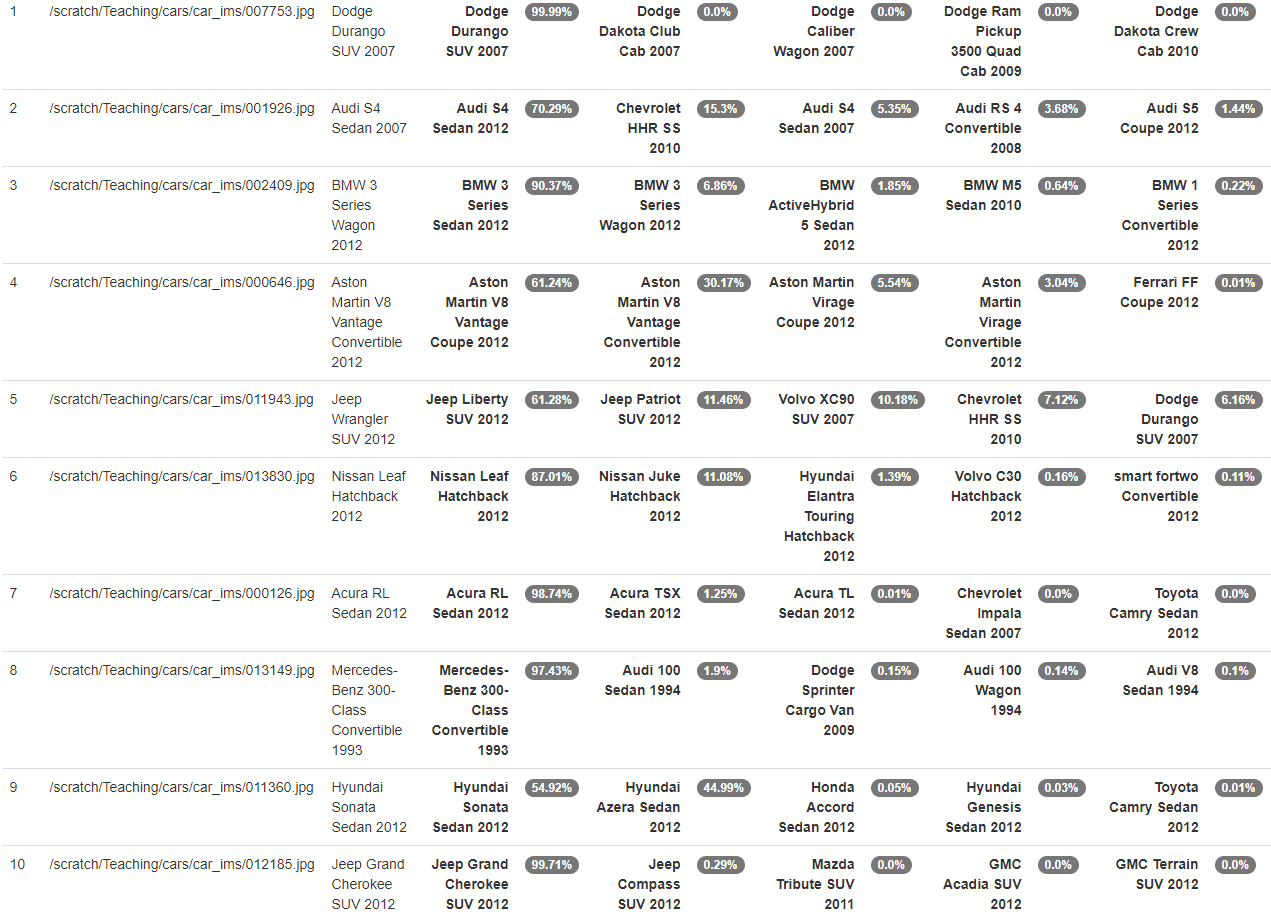 1 /scratch/Teaching/cars/car_ims/007753.jpg Dodge Dodge 99.99% Dodge 0.0% Dodge 0.0% Dodge Ram 0.0% Dodge 0.0%
Durango Durango Dakota Club Caliber Pickup Dakota Crew
SUV 2007 SUV 2007 Cab 2007 Wagon 2007 3500 Quad Cab 2010
Cab 2009
2 /scratch/Teaching/cars/car_ims/001926.jpg Audi S4 Audi S4 70.29% Chevrolet 15.3% Audi S4 5.35% Audi RS 4 3.68% Audi S5 1.44%
Sedan 2007 Sedan 2012 HHR SS Sedan 2007 Convertible Coupe 2012
2010 2008
3 /scratch/Teaching/cars/car_ims/002409.jpg BMW 3 BMW 3 90.37% BMW 3 6.86% BMW 1.85% BMW M5 0.64% BMW 1 0.22%
Series Series Series ActiveHybrid Sedan 2010 Series
Wagon Sedan 2012 Wagon 2012 5 Sedan Convertible
2012 2012 2012
4 /scratch/Teaching/cars/car_ims/000646.jpg Aston Aston 61.24% Aston 30.17% Aston Martin 5.54% Aston 3.04% Ferrari FF 0.01%
Martin V8 Martin V8 Martin V8 Virage Martin Coupe 2012
Vantage Vantage Vantage Coupe 2012 Virage
Convertible Coupe 2012 Convertible Convertible
2012 2012 2012
5 /scratch/Teaching/cars/car_ims/011943.jpg Jeep Jeep Liberty 61.28% Jeep Patriot 11.46% Volvo XC90 10.18% Chevrolet 7.12% Dodge 6.16%
Wrangler SUV 2012 SUV 2012 SUV 2007 HHR SS Durango
SUV 2012 2010 SUV 2007
6 /scratch/Teaching/cars/car_ims/013830.jpg Nissan Leaf Nissan Leaf 87.01% Nissan Juke 11.08% Hyundai 1.39% Volvo C30 0.16% smart fortwo 0.11%
Hatchback Hatchback Hatchback Elantra Hatchback Convertible
2012 2012 2012 Touring 2012 2012
Hatchback
2012
7 /scratch/Teaching/cars/car_ims/000126.jpg Acura RL Acura RL 98.74% Acura TSX 1.25% Acura TL 0.01% Chevrolet 0.0% Toyota 0.0%
Sedan 2012 Sedan 2012 Sedan 2012 Sedan 2012 Impala Camry Sedan
Sedan 2007 2012
8 /scratch/Teaching/cars/car_ims/013149.jpg Mercedes- Mercedes- 97.43% Audi 100 1.9% Dodge 0.15% Audi 100 0.14% Audi V8 0.1%
Benz 300- Benz 300- Sedan 1994 Sprinter Wagon Sedan 1994
Class Class Cargo Van 1994
Convertible Convertible 2009
1993 1993
9 /scratch/Teaching/cars/car_ims/011360.jpg Hyundai Hyundai 54.92% Hyundai 44.99% Honda 0.05% Hyundai 0.03% Toyota 0.01%
Sonata Sonata Azera Sedan Accord Genesis Camry Sedan
Sedan 2012 Sedan 2012 2012 Sedan 2012 Sedan 2012 2012
10 /scratch/Teaching/cars/car_ims/012185.jpg Jeep Grand Jeep Grand 99.71% Jeep 0.29% Mazda 0.0% GMC 0.0% GMC Terrain 0.0%
Cherokee Cherokee Compass Tribute SUV Acadia SUV SUV 2012
SUV 2012 SUV 2012 SUV 2012 2011 2012